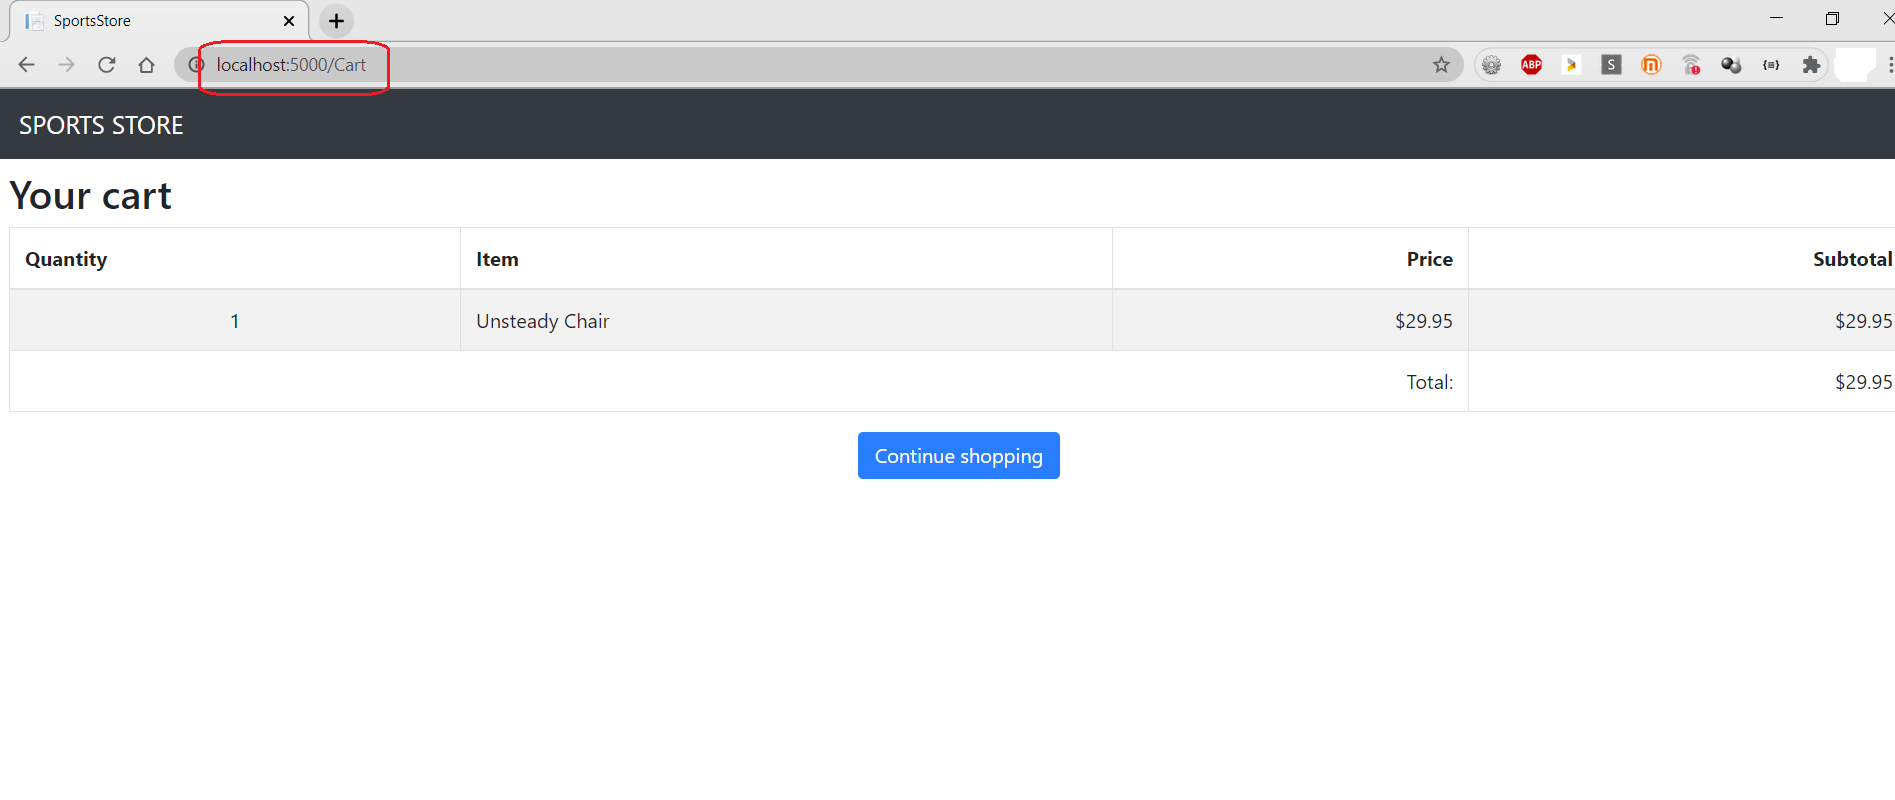 SportsStore
localhost:5000/Cart
ABP
S
SPORTS STORE
Your cart
Quantity Item Price Subtotal
1 Unsteady Chair $29.95 $29.95
Total: $29.95
Continue shopping